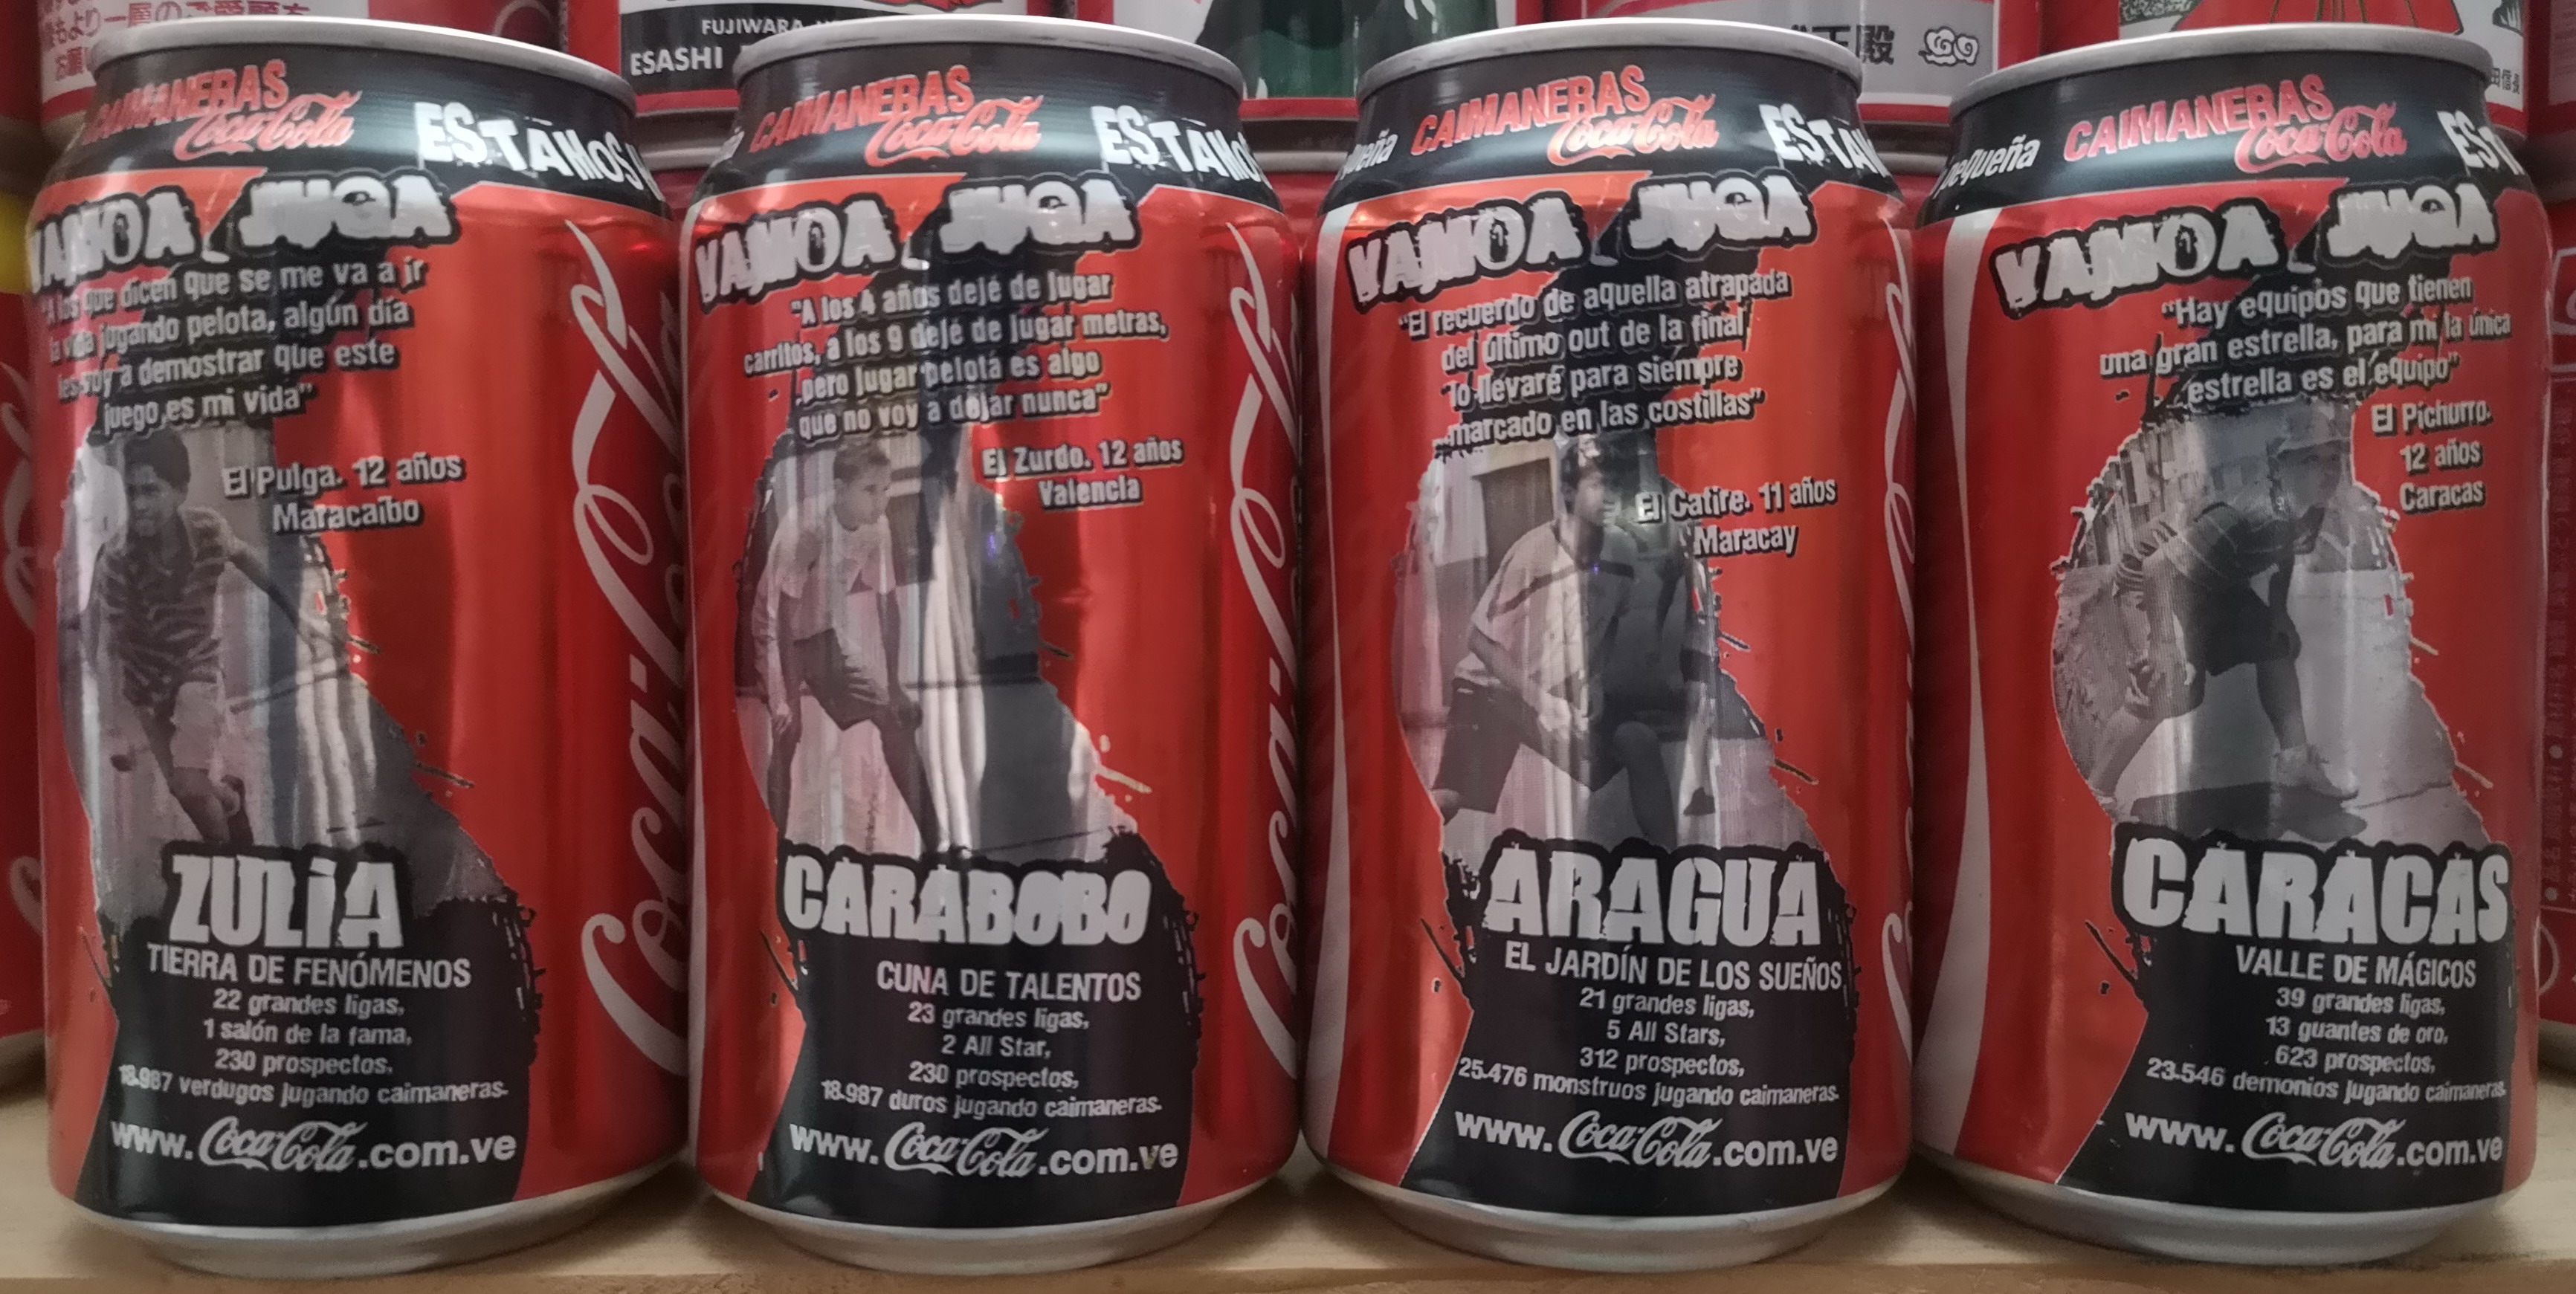 FUJIWARA
ESASHI
CAIMANERAS
Coca-Cola
ESTAMOS
VAMOA JUGA
"A los que dicen que se me va a ir
la vida jugando pelota, algún día
les voy a demostrar que este
juego es mi vida"
El Pulga. 12 años
Maracaibo
ZULIA
TIERRA DE FENÓMENOS
22 grandes ligas,
1 salón de la fama,
230 prospectos,
18.987 verdugos jugando caimaneras.
www.Coca-Cola.com.ve
Coca-Cola
CAIMANERAS
Coca-Cola
ESTAMOS
VAMOA JUGA
"A los 4 años dejé de jugar
carritos, a los 9 dejé de jugar metras,
pero jugar pelota es algo
que no voy a dejar nunca"
El Zurdo. 12 años
Valencia
CARABOBO
CUNA DE TALENTOS
23 grandes ligas,
2 All Star,
230 prospectos,
18.987 duros jugando caimaneras.
www.Coca-Cola.com.ve
Coca-Cola
CAIMANERAS
Coca-Cola
ESTAM
VAMOA JUGA
"El recuerdo de aquella atrapada
del último out de la final
lo llevaré para siempre
marcado en las costillas"
El Catire. 11 años
Maracay
ARAGUA
EL JARDÍN DE LOS SUEÑOS
21 grandes ligas,
5 All Stars,
312 prospectos,
25.476 monstruos jugando caimaneras.
www.Coca-Cola.com.ve
PeQueña
CAIMANERAS
Coca-Cola
EST
VAMOA JUGA
"Hay equipos que tienen
una gran estrella, para mi la única
estrella es el equipo"
El Pichurro.
12 años
Caracas
CARACAS
VALLE DE MÁGICOS
39 grandes ligas,
13 guantes de oro,
623 prospectos,
23.546 demonios jugando caimaneras.
www.Coca-Cola.com.ve